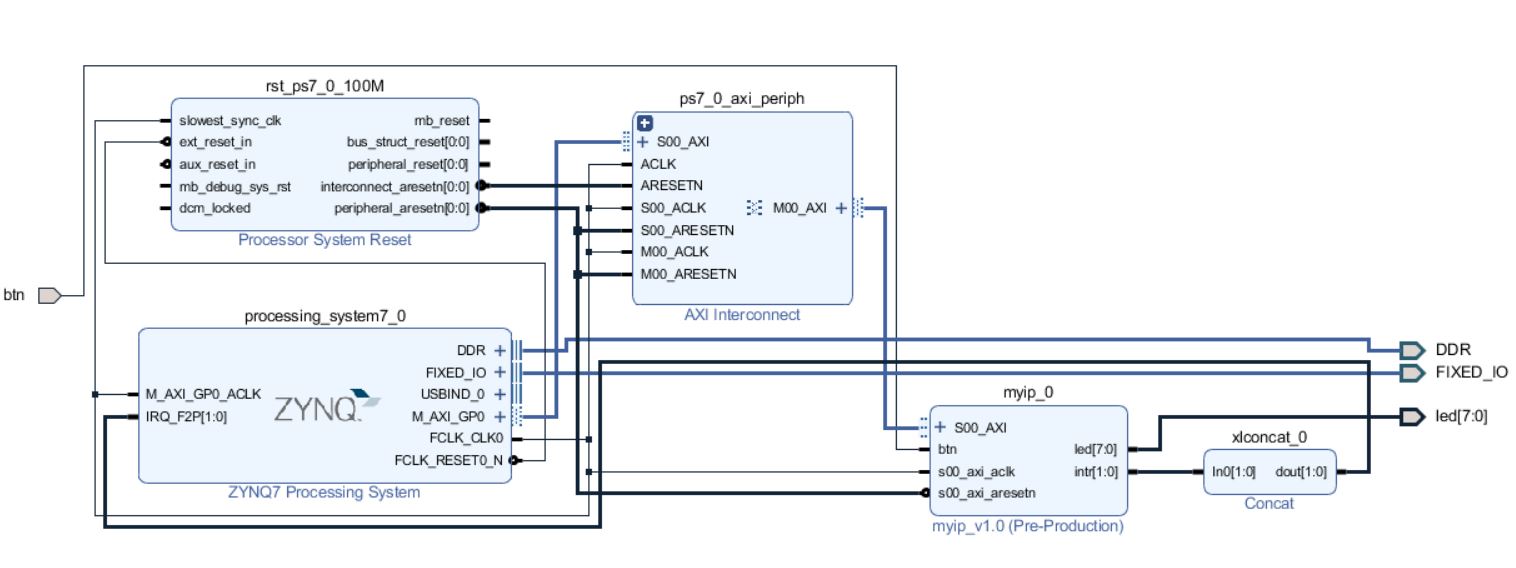 rst_ps7_0_100M
slowest_sync_clk
ext_reset_in
aux_reset_in
mb_debug_sys_rst
dcm_locked
mb_reset
bus_struct_reset[0:0]
peripheral_reset[0:0]
interconnect_aresetn[0:0]
peripheral_aresetn[0:0]
Processor System Reset
ps7_0_axi_periph
S00_AXI
ACLK
ARESETN
S00_ACLK
S00_ARESETN
M00_ACLK
M00_ARESETN
M00_AXI
AXI Interconnect
btn
processing_system7_0
M_AXI_GP0_ACLK
IRQ_F2P[1:0]
ZYNQ
DDR
FIXED_IO
USBIND_0
M_AXI_GP0
FCLK_CLK0
FCLK_RESET0_N
ZYNQ7 Processing System
myip_0
S00_AXI
btn
s00_axi_aclk
s00_axi_aresetn
led[7:0]
intr[1:0]
myip_v1.0 (Pre-Production)
xlconcat_0
In0[1:0]
dout[1:0]
Concat
DDR
FIXED_IO
led[7:0]